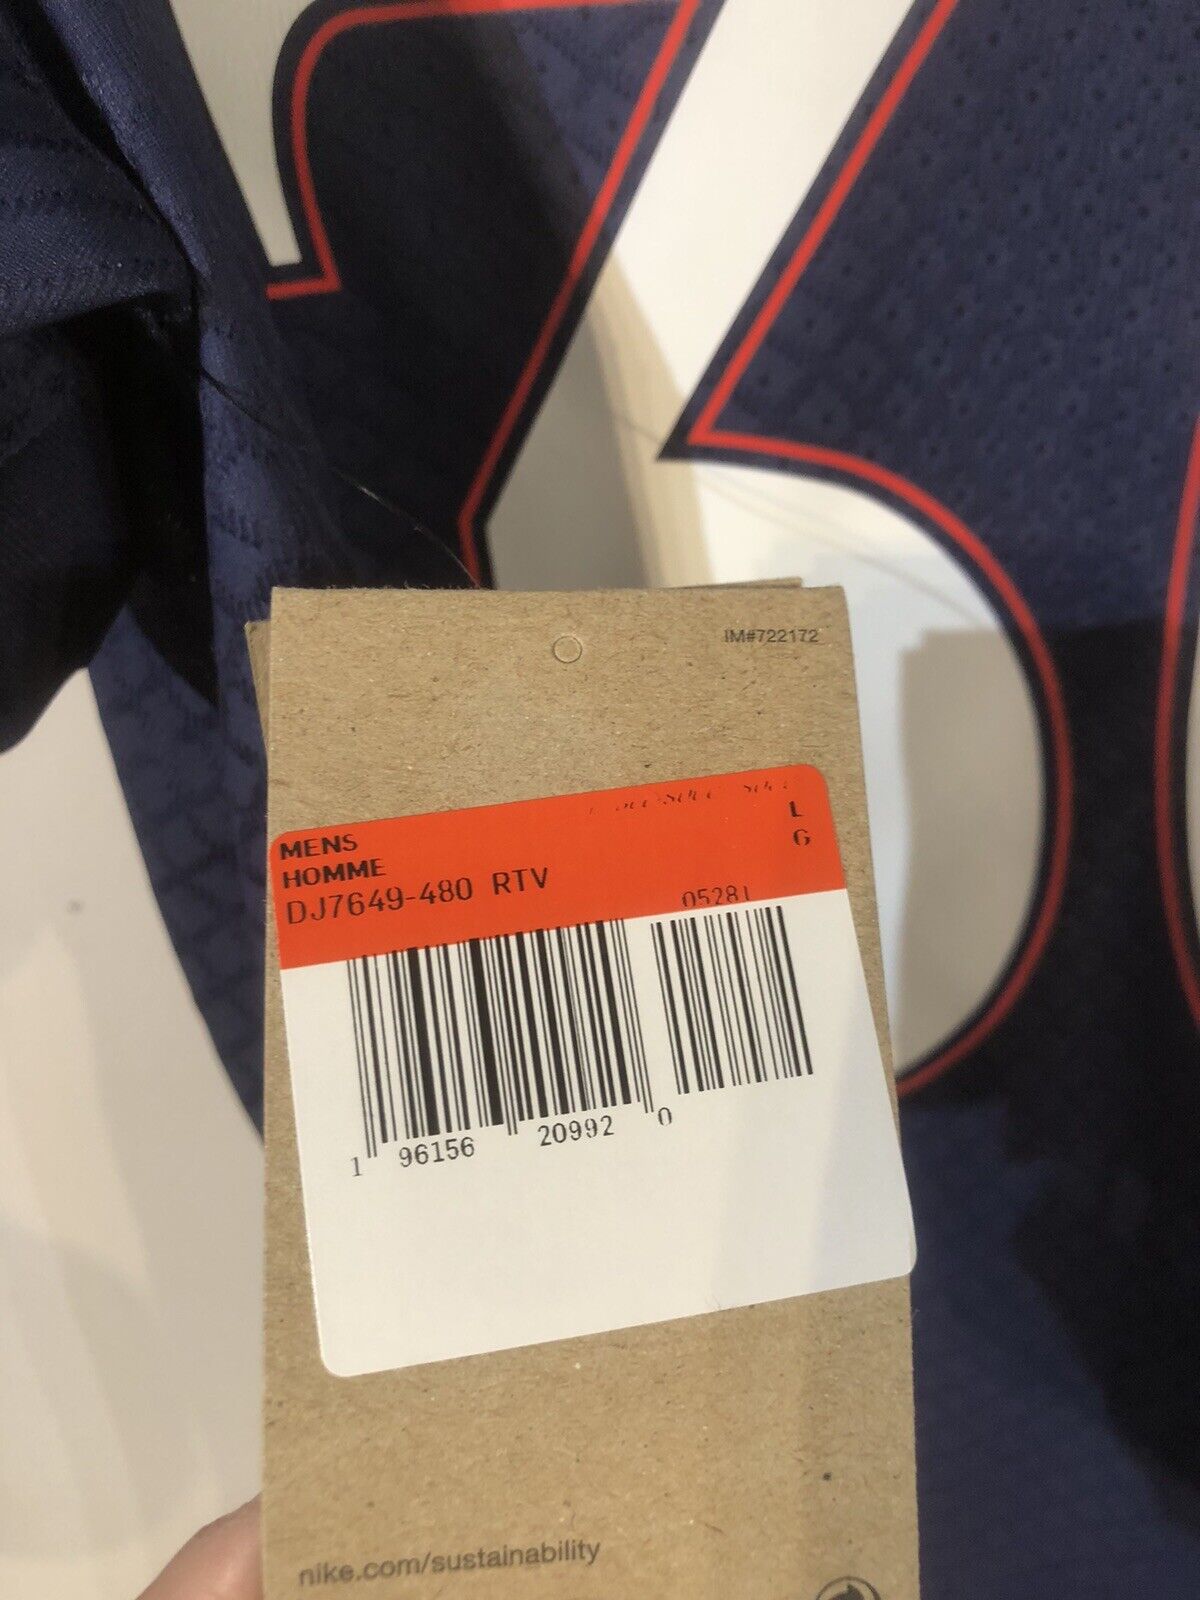 IM#722172
MENS
HOMME
L
G
DJ7649-480 RTV
05281
1 96156 20992 0
nike.com/sustainability